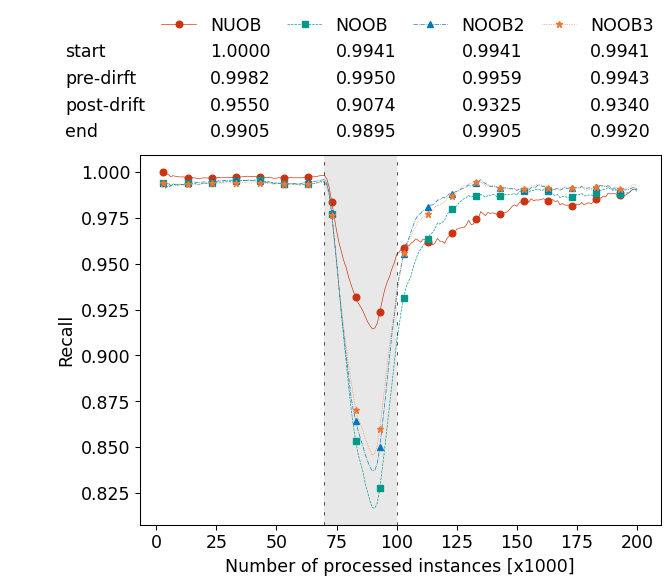 NUOB NOOB NOOB2 NOOB3
start 1.0000 0.9941 0.9941 0.9941
pre-dirft 0.9982 0.9950 0.9959 0.9943
post-drift 0.9550 0.9074 0.9325 0.9340
end 0.9905 0.9895 0.9905 0.9920
1.000
0.975
0.950
0.925
0.900
0.875
0.850
0.825
Recall
0 25 50 75 100 125 150 175 200
Number of processed instances [x1000]